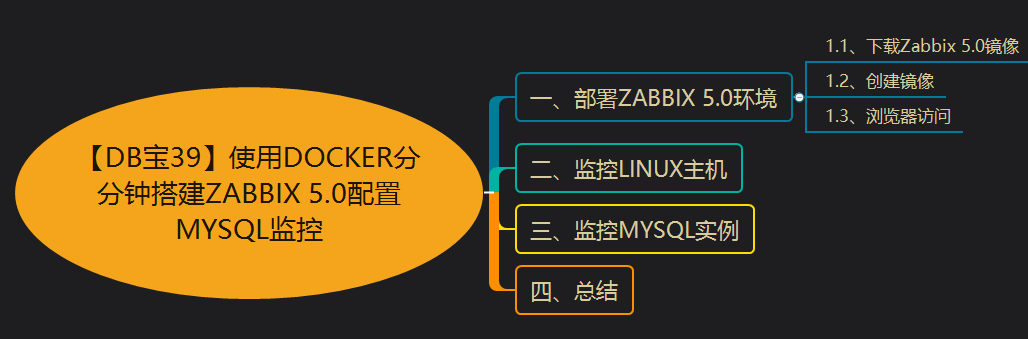 【DB宝39】使用DOCKER分
分钟搭建ZABBIX 5.0配置
MYSQL监控
一、部署ZABBIX 5.0环境
1.1、下载Zabbix 5.0镜像
1.2、创建镜像
1.3、浏览器访问
二、监控LINUX主机
三、监控MYSQL实例
四、总结